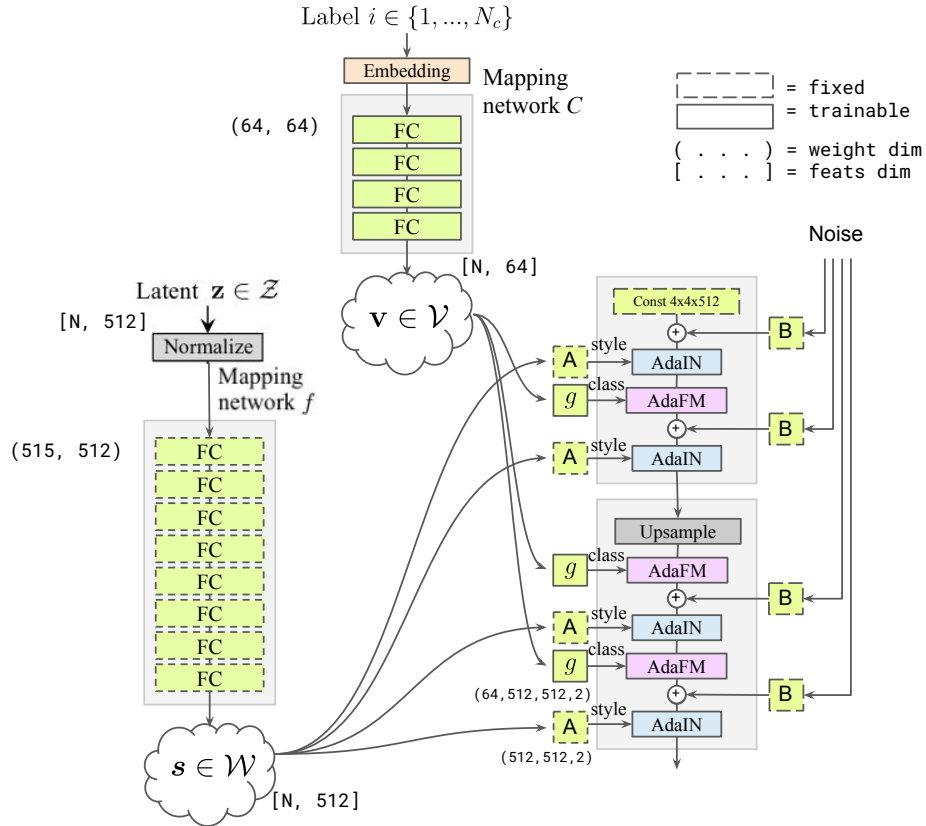 Label i ∈ {1, ..., N_c}
Embedding
Mapping
network C
(64, 64)
FC
FC
FC
FC
[N, 64]
v ∈ 𝒱
= fixed
= trainable
( . . . ) = weight dim
[ . . . ] = feats dim
Noise
Latent z ∈ 𝒵
[N, 512]
Normalize
Mapping
network f
(515, 512)
FC
FC
FC
FC
FC
FC
FC
FC
s ∈ 𝒲
[N, 512]
Const 4x4x512
+
B
A
style
AdaIN
g
class
AdaFM
+
B
A
style
AdaIN
Upsample
g
class
AdaFM
+
B
A
style
AdaIN
g
class
AdaFM
(64,512,512,2)
+
B
A
style
AdaIN
(512,512,2)